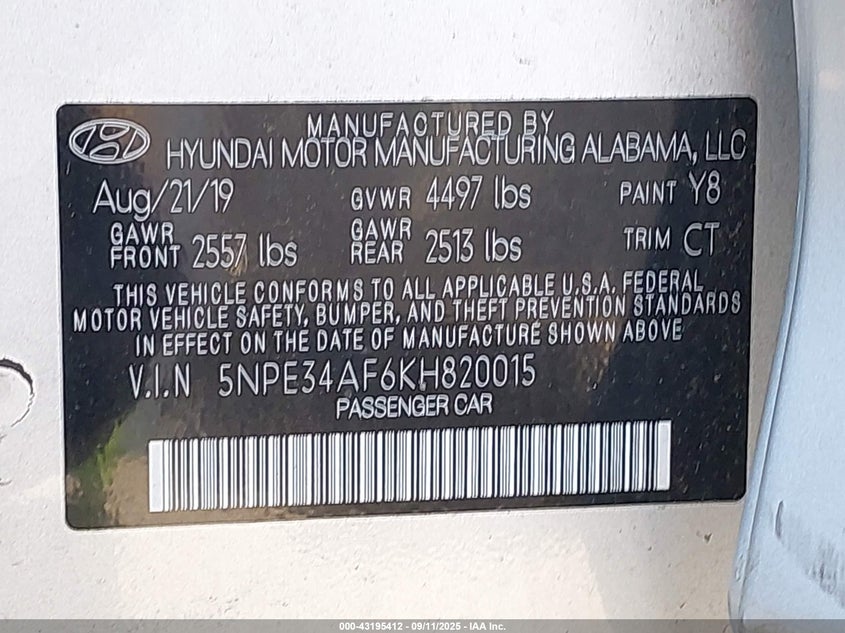 MANUFACTURED BY
HYUNDAI MOTOR MANUFACTURING ALABAMA, LLC
Aug/21/19 GVWR 4497 lbs PAINT Y8
GAWR FRONT 2557 lbs GAWR REAR 2513 lbs TRIM CT
THIS VEHICLE CONFORMS TO ALL APPLICABLE U.S.A. FEDERAL
MOTOR VEHICLE SAFETY, BUMPER, AND THEFT PREVENTION STANDARDS
IN EFFECT ON THE DATE OF MANUFACTURE SHOWN ABOVE
V.I.N 5NPE34AF6KH820015
PASSENGER CAR
000-43195412 - 09/11/2025 - IAA Inc.